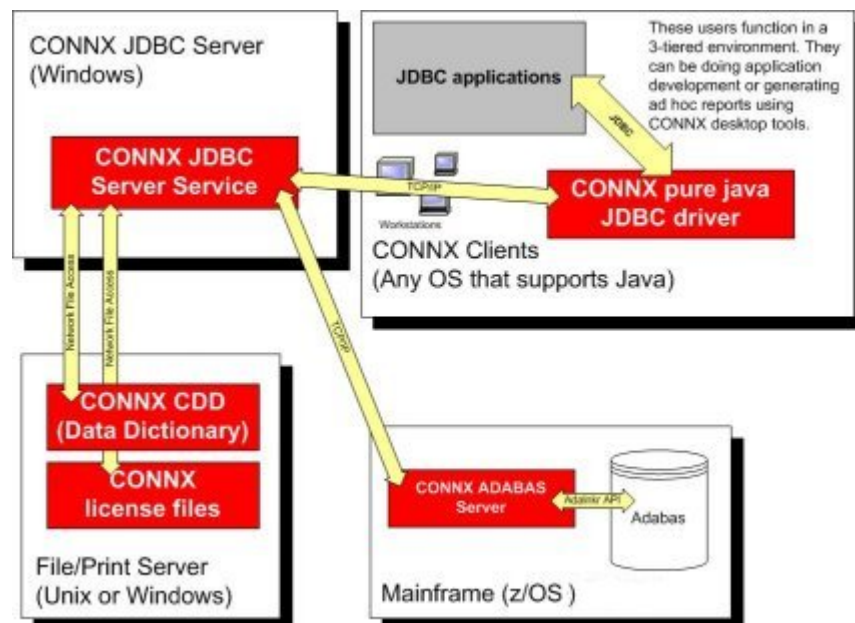 CONNX JDBC Server
(Windows)
CONNX JDBC
Server Service
JDBC applications
These users function in a
3-tiered environment. They
can be doing application
development or generating
ad hoc reports using
CONNX desktop tools.
JDBC
TCP/IP
CONNX pure java
JDBC driver
Workstations
CONNX Clients
(Any OS that supports Java)
Network File Access
Network File Access
TCP/IP
CONNX CDD
(Data Dictionary)
CONNX
license files
File/Print Server
(Unix or Windows)
CONNX ADABAS
Server
Adalnkr API
Adabas
Mainframe (z/OS )